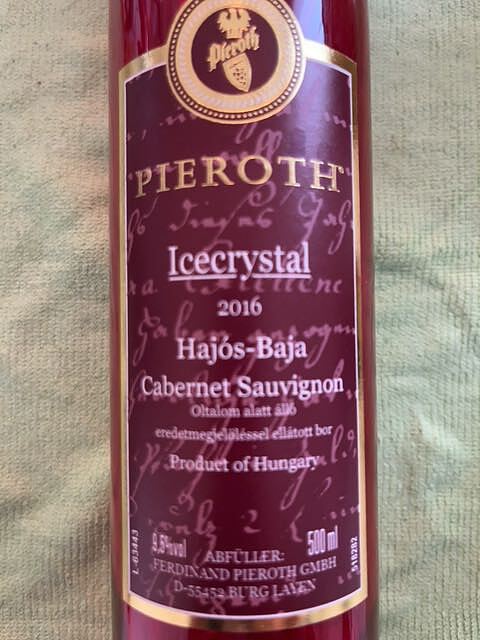 Pieroth
PIEROTH
Icecrystal
2016
Hajós-Baja
Cabernet Sauvignon
Oltalom alatt álló
eredetmegjelöléssel ellátott bor
Product of Hungary
9,5%vol
500 ml
ABFÜLLER:
FERDINAND PIEROTH GMBH
D-55452 BURG LAYEN
L-63443
518282